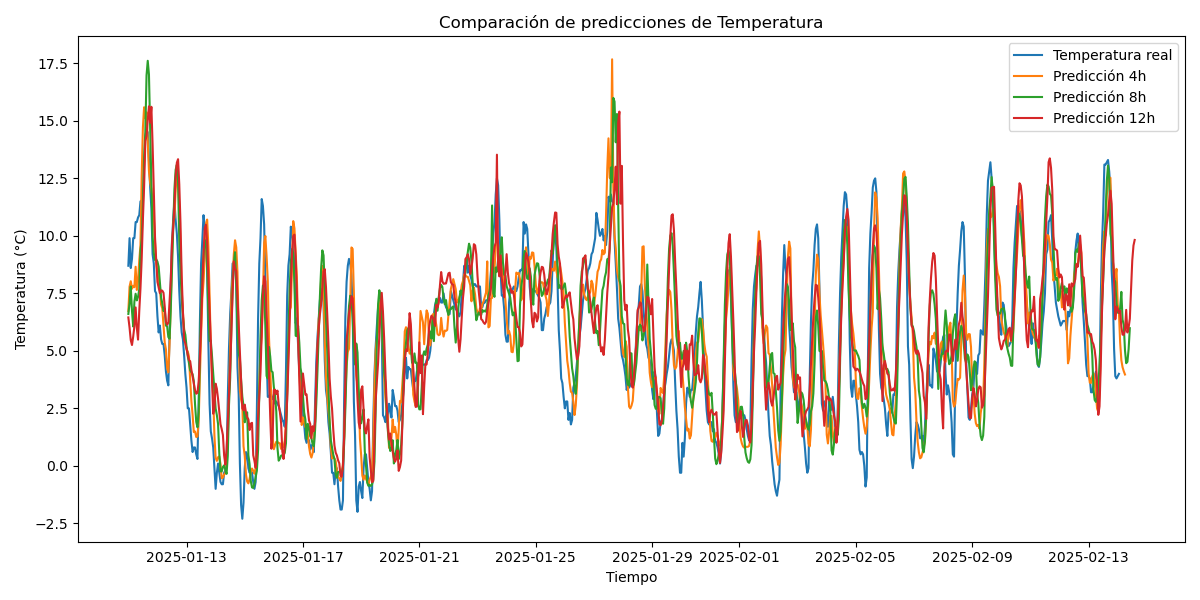 Comparación de predicciones de Temperatura
Temperatura real
Predicción 4h
Predicción 8h
Predicción 12h
Temperatura (°C)
17.5
15.0
12.5
10.0
7.5
5.0
2.5
0.0
−2.5
2025-01-13
2025-01-17
2025-01-21
2025-01-25
2025-01-29
2025-02-01
2025-02-05
2025-02-09
2025-02-13
Tiempo